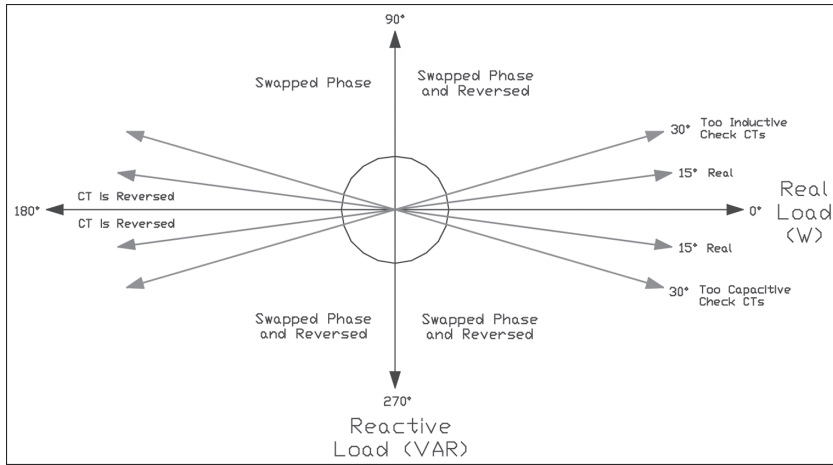 90°
Swapped Phase
Swapped Phase
and Reversed
30° Too Inductive
Check CTs
15° Real
CT Is Reversed
180°
0°
Real
Load
(W)
CT Is Reversed
15° Real
30° Too Capacitive
Check CTs
Swapped Phase
and Reversed
Swapped Phase
and Reversed
270°
Reactive
Load (VAR)